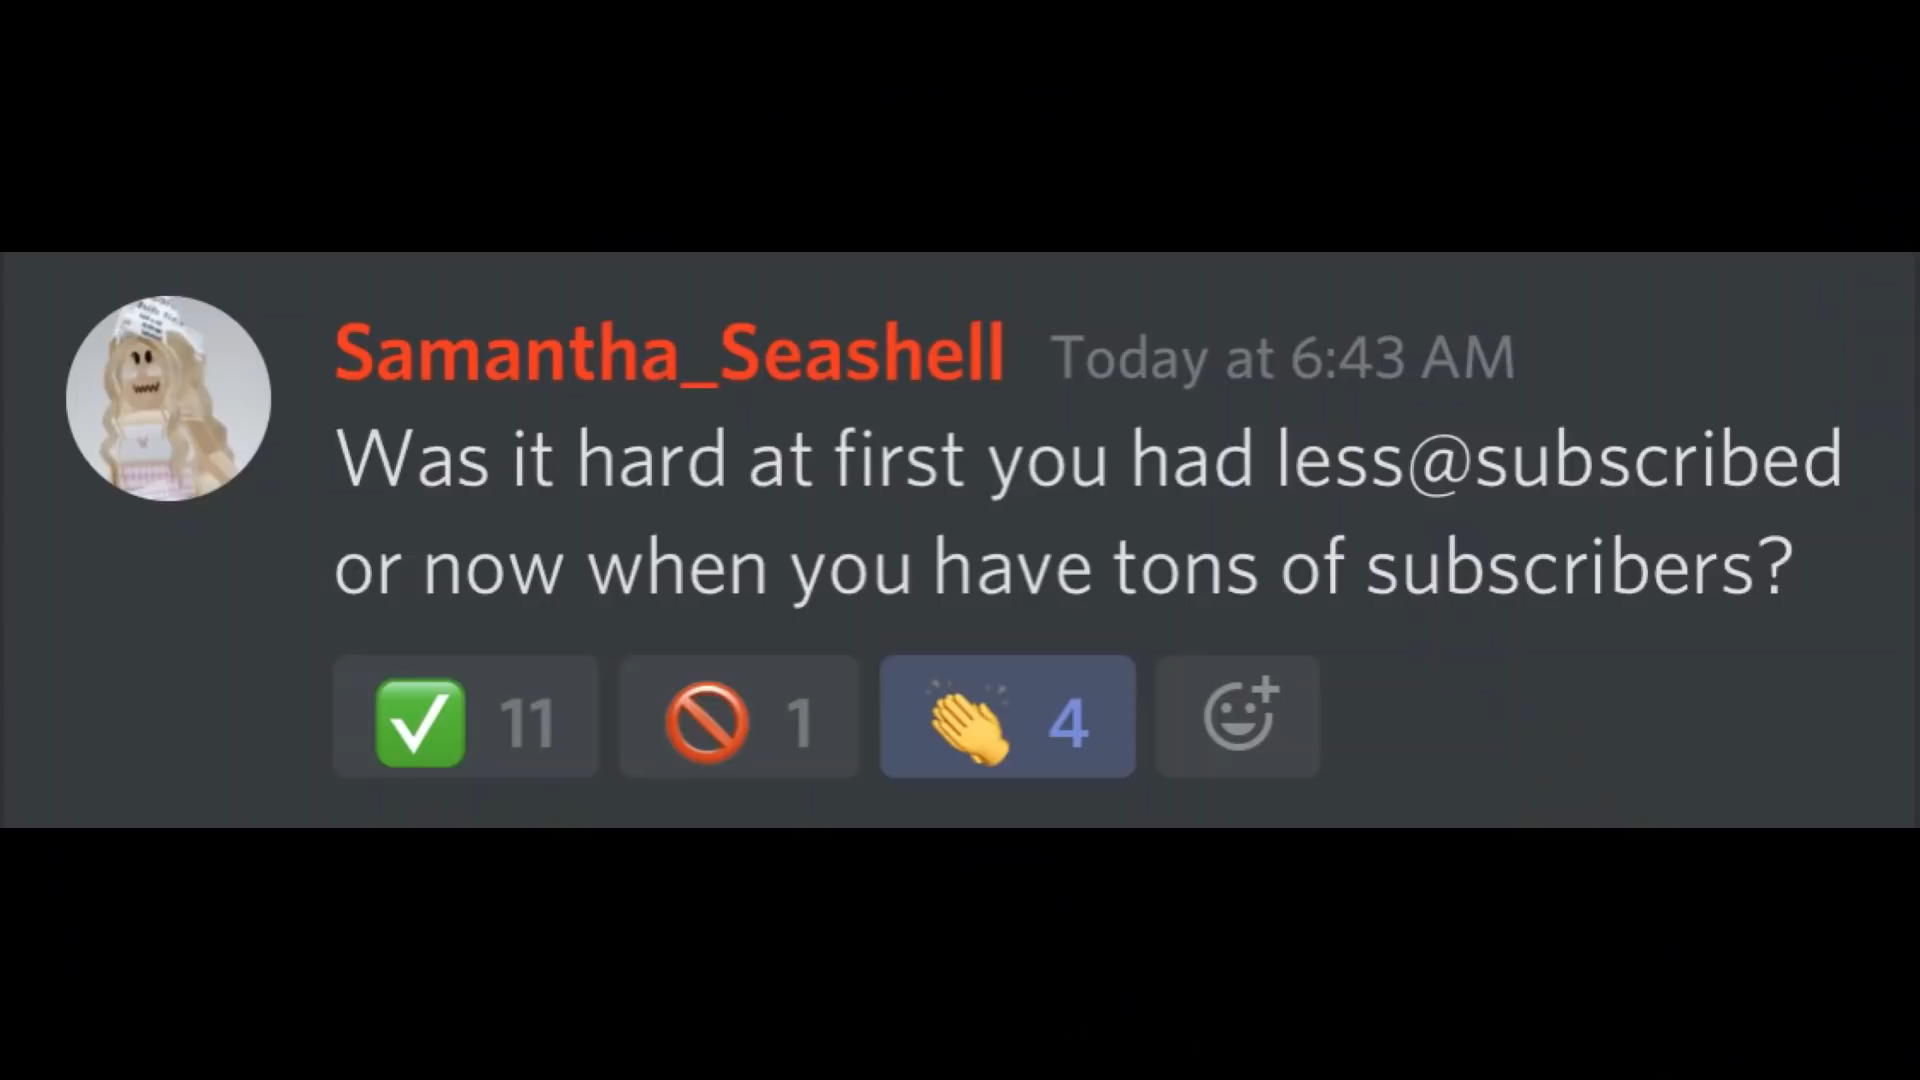 Samantha_Seashell Today at 6:43 AM
Was it hard at first you had less@subscribed
or now when you have tons of subscribers?
11 1 4